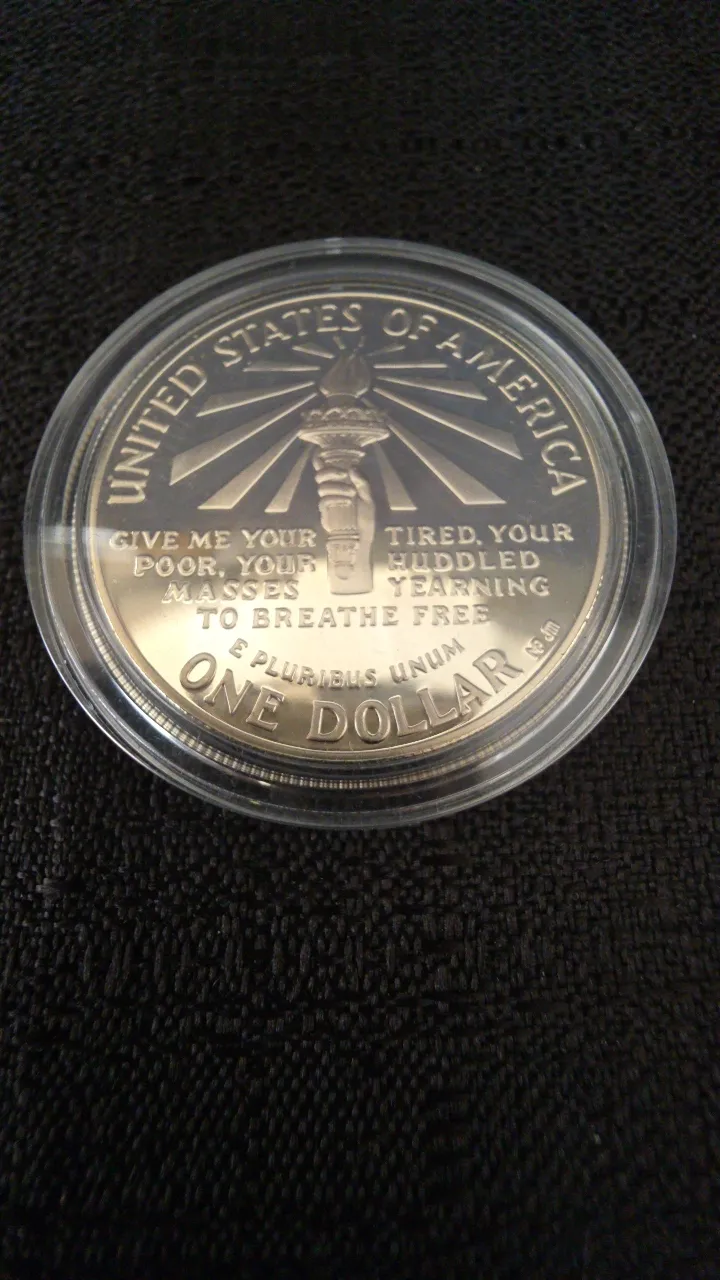 UNITED STATES OF AMERICA
GIVE ME YOUR TIRED, YOUR
POOR, YOUR HUDDLED
MASSES YEARNING
TO BREATHE FREE
E PLURIBUS UNUM
ONE DOLLAR